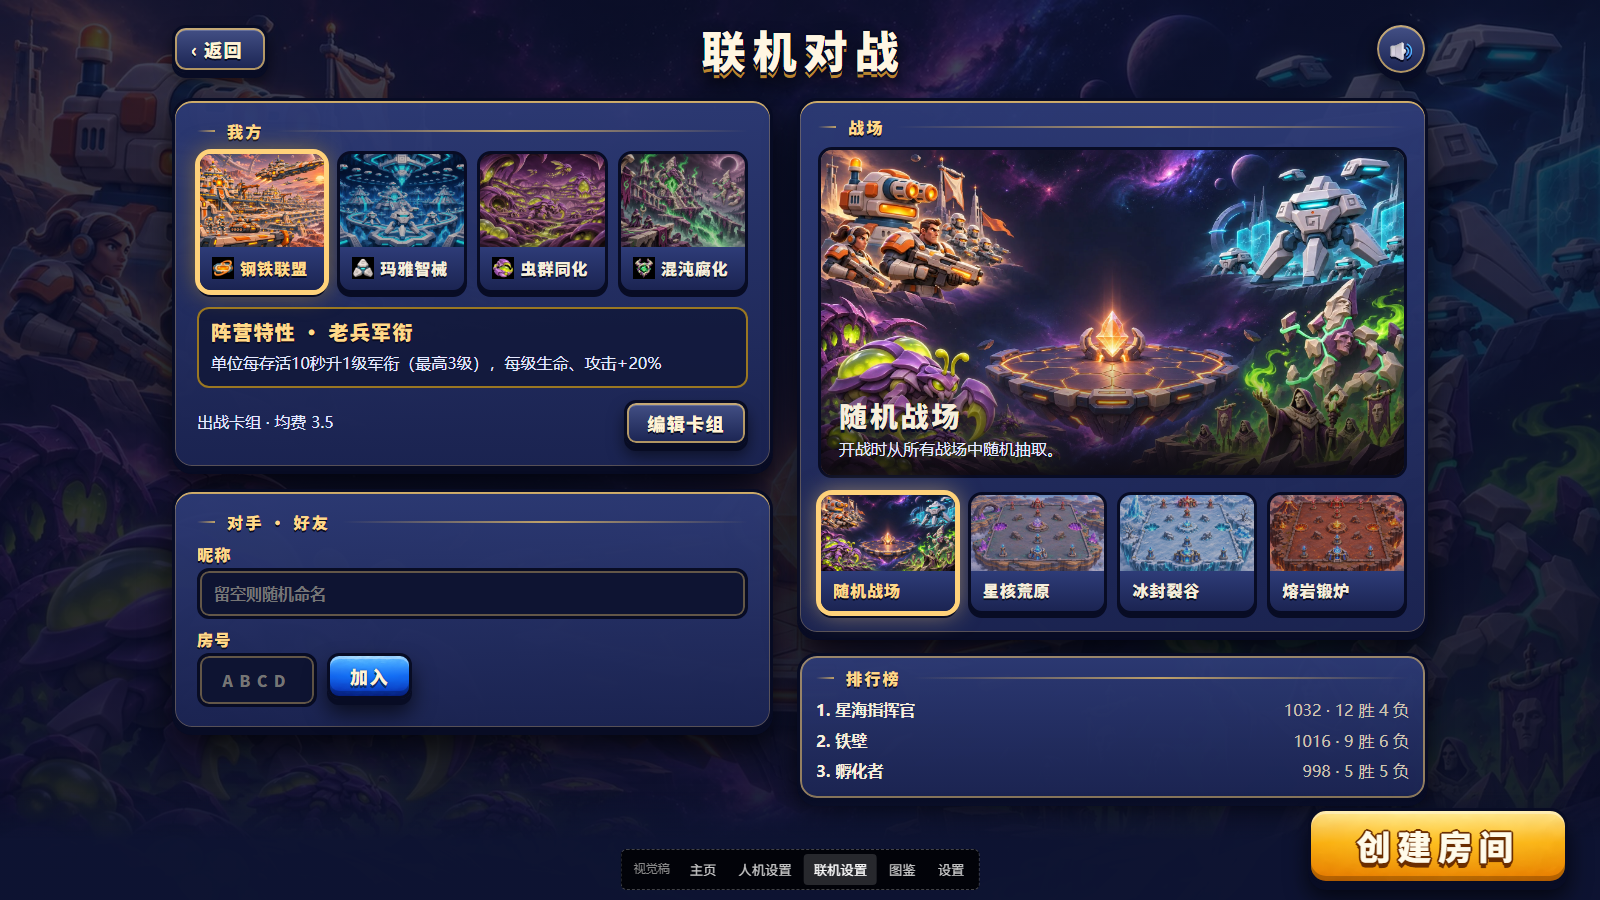 ‹ 返回
联机对战
我方
钢铁联盟
玛雅智械
虫群同化
混沌腐化
阵营特性 · 老兵军衔
单位每存活10秒升1级军衔（最高3级），每级生命、攻击+20%
出战卡组 · 均费 3.5
编辑卡组
对手 · 好友
昵称
留空则随机命名
房号
ABCD
加入
战场
随机战场
开战时从所有战场中随机抽取。
随机战场
星核荒原
冰封裂谷
熔岩锻炉
排行榜
1. 星海指挥官 1032 · 12 胜 4 负
2. 铁壁 1016 · 9 胜 6 负
3. 孵化者 998 · 5 胜 5 负
创建房间
视觉稿 主页 人机设置 联机设置 图鉴 设置